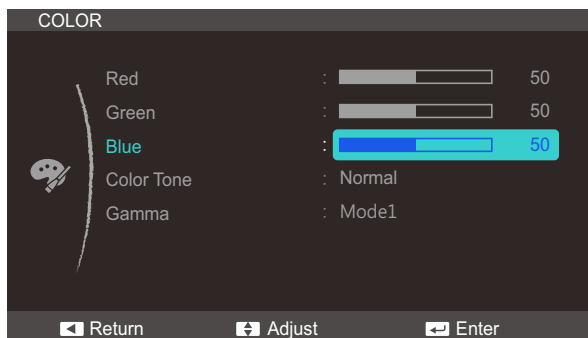 COLOR
Red : 50
Green : 50
Blue : 50
Color Tone : Normal
Gamma : Mode1
Return Adjust Enter